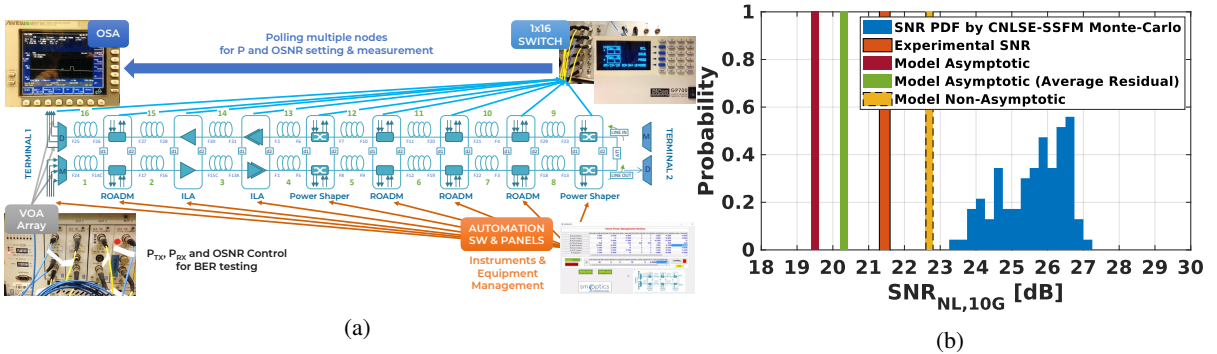 OSA
Polling multiple nodes
for P and OSNR setting & measurement
1x16
SWITCH
16 15 14 13 12 11 10 9
TERMINAL 1
D
M
LINE IN
LINE OUT
M
D
TERMINAL 2
1 2 3 4 5 6 7 8
ROADM ILA ILA Power Shaper ROADM ROADM ROADM Power Shaper
VOA
Array
P_TX, P_RX and OSNR Control
for BER testing
AUTOMATION
SW & PANELS
Instruments &
Equipment
Management
(a)
SNR PDF by CNLSE-SSFM Monte-Carlo
Experimental SNR
Model Asymptotic
Model Asymptotic (Average Residual)
Model Non-Asymptotic
Probability
1
0.8
0.6
0.4
0.2
0
18 19 20 21 22 23 24 25 26 27 28 29 30
SNR_NL,10G [dB]
(b)